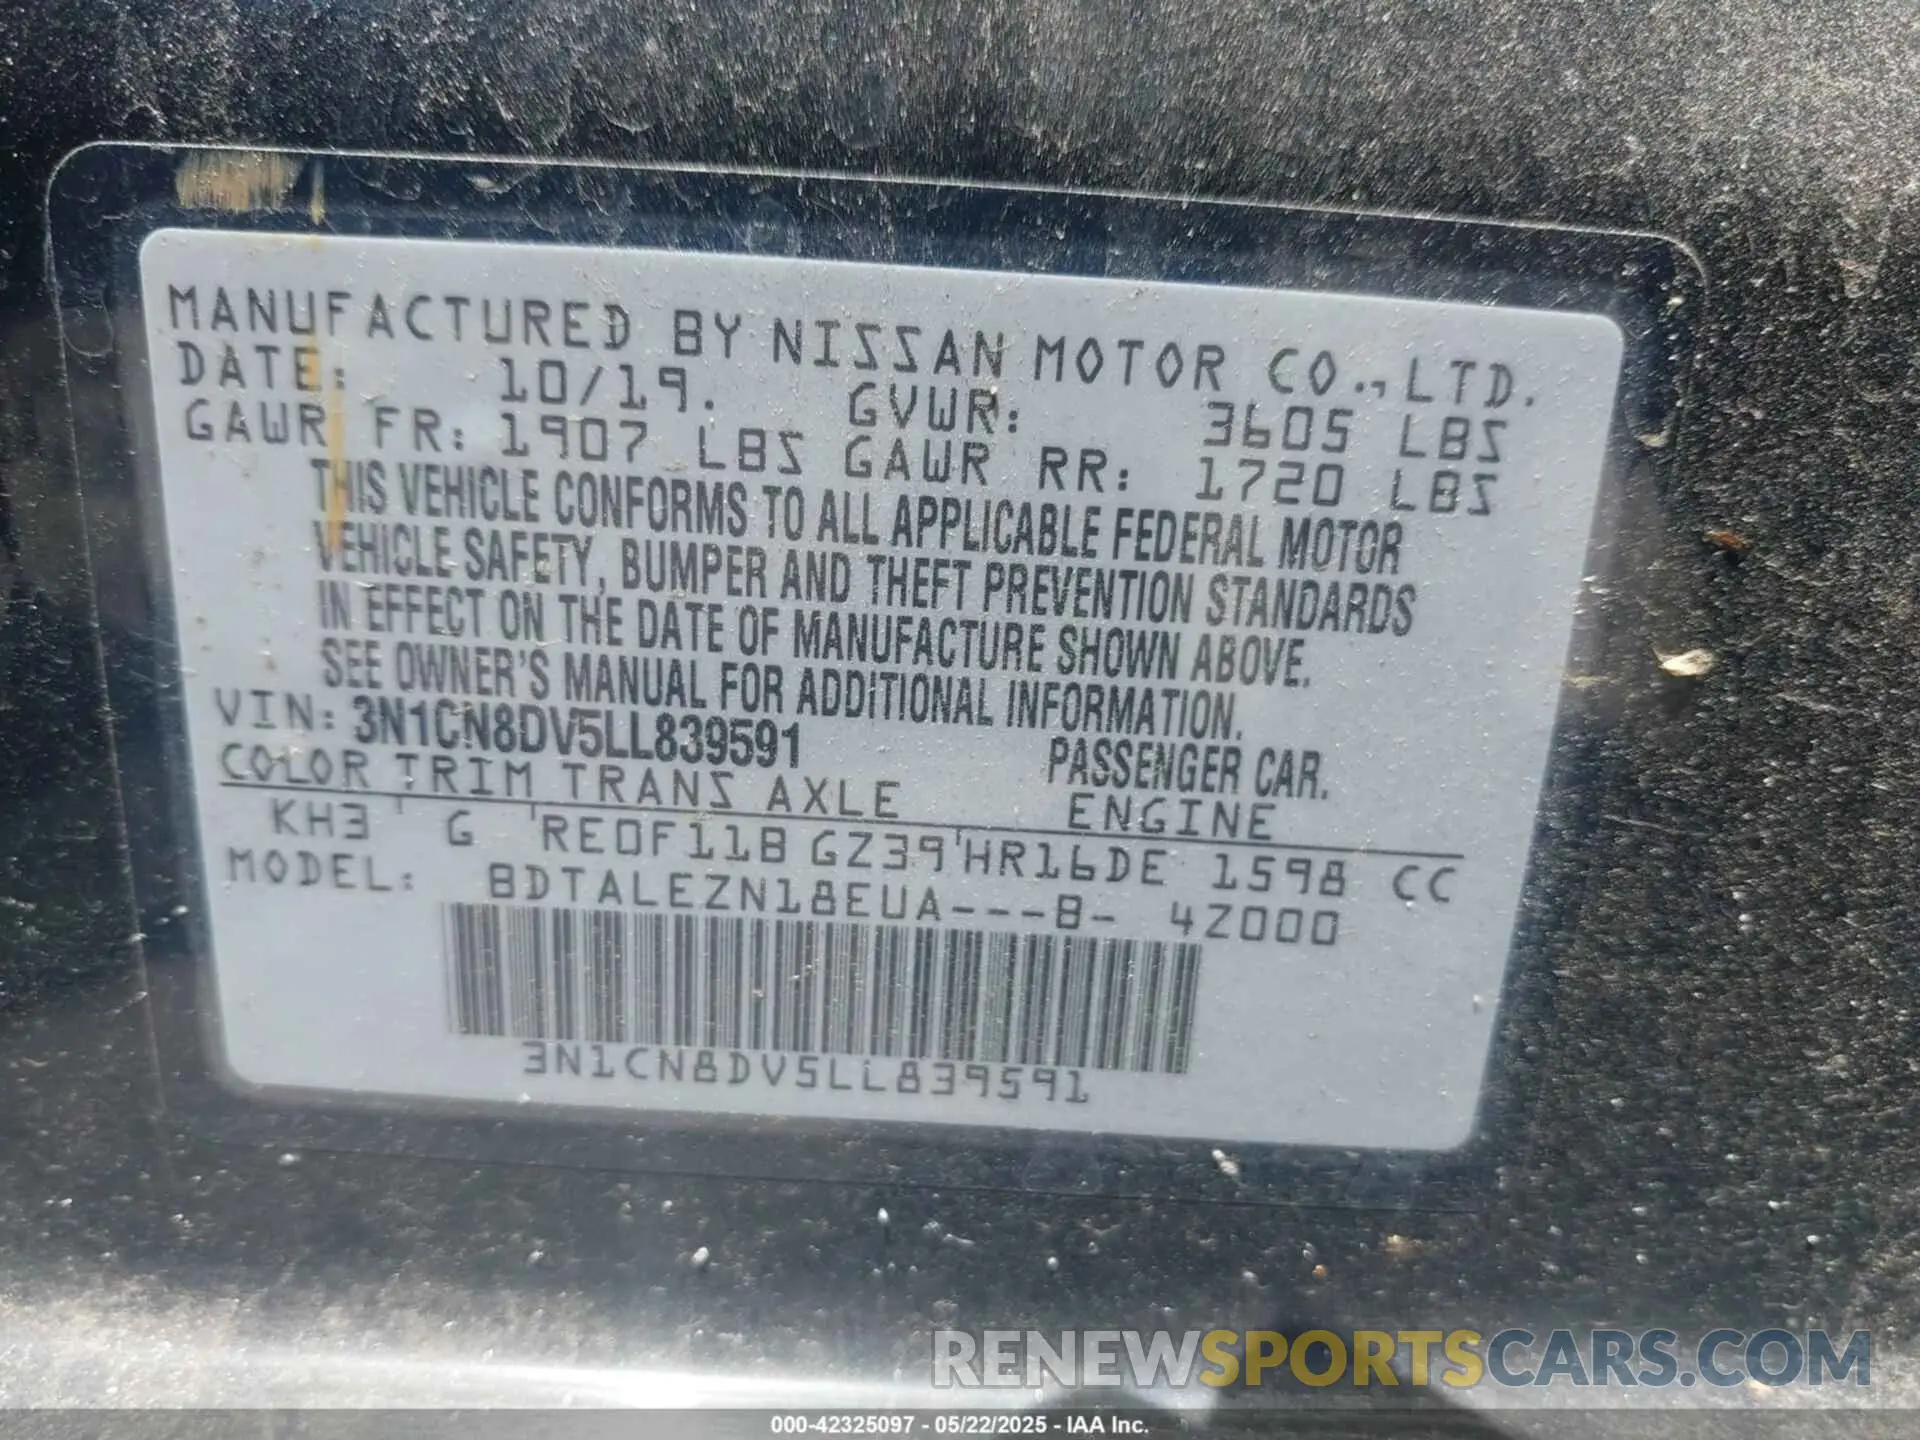 MANUFACTURED BY NISSAN MOTOR CO., LTD.
DATE: 10/19. GVWR: 3605 LBS
GAWR FR: 1907 LBS GAWR RR: 1720 LBS
THIS VEHICLE CONFORMS TO ALL APPLICABLE FEDERAL MOTOR
VEHICLE SAFETY, BUMPER AND THEFT PREVENTION STANDARDS
IN EFFECT ON THE DATE OF MANUFACTURE SHOWN ABOVE.
SEE OWNER'S MANUAL FOR ADDITIONAL INFORMATION.
VIN: 3N1CN8DV5LL839591 PASSENGER CAR.
COLOR TRIM TRANS AXLE ENGINE
KH3 G RE0F11B GZ39 HR16DE 1598 CC
MODEL: BDTALEZN18EUA---B- 4Z000
3N1CN8DV5LL839591
RENEWSPORTSCARS.COM
000-42325097 - 05/22/2025 - IAA Inc.